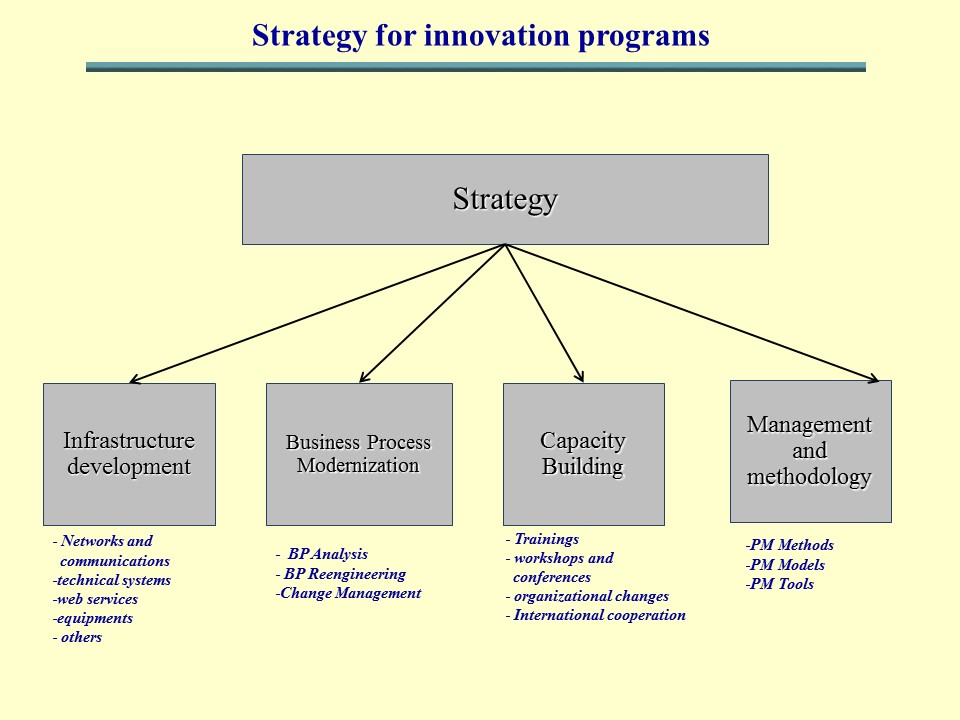 Strategy for innovation programs
Strategy
Infrastructure
development
Business Process
Modernization
Capacity
Building
Management
and
methodology
- Networks and
communications
-technical systems
-web services
-equipments
- others
- BP Analysis
- BP Reengineering
-Change Management
- Trainings
- workshops and
conferences
- organizational changes
- International cooperation
-PM Methods
-PM Models
-PM Tools